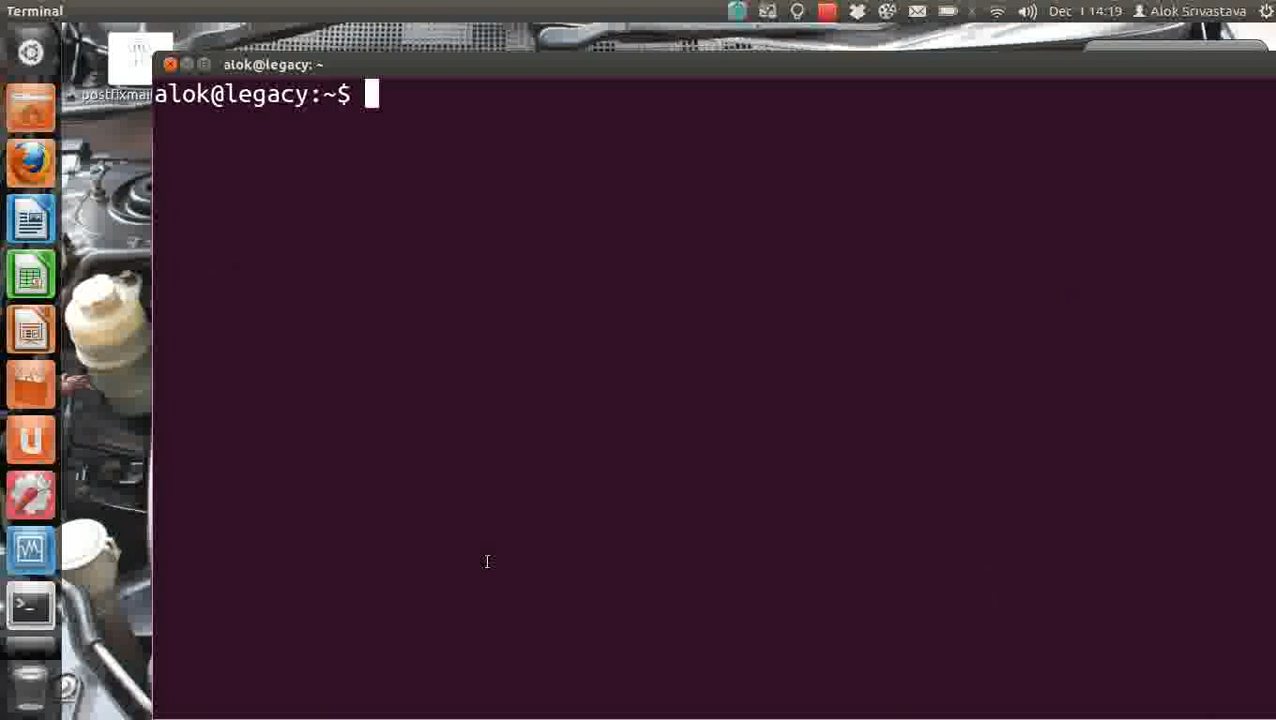 Terminal
Dec 1 14:19 Alok Srivastava
alok@legacy: ~
postfixmail
alok@legacy:~$